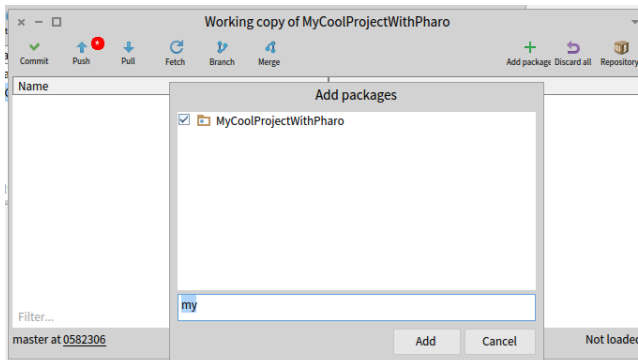 Working copy of MyCoolProjectWithPharo
Commit Push Pull Fetch Branch Merge Add package Discard all Repository
Name
Add packages
MyCoolProjectWithPharo
my
Filter...
Add Cancel
master at 0582306 Not loaded